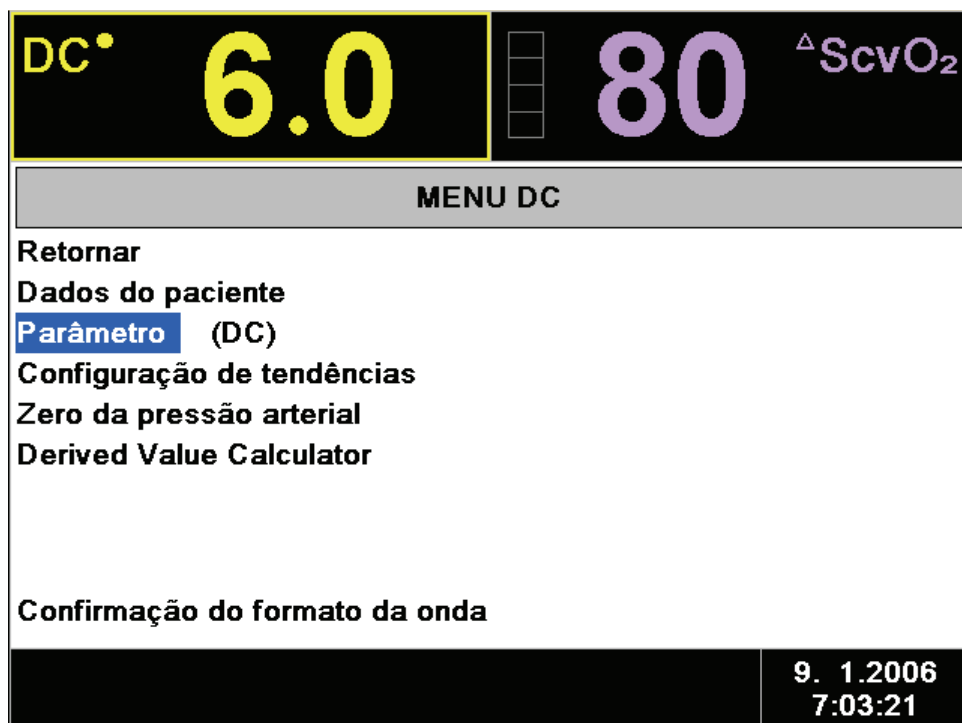 DC• 6.0 80 △ScvO₂
MENU DC
Retornar
Dados do paciente
Parâmetro (DC)
Configuração de tendências
Zero da pressão arterial
Derived Value Calculator
Confirmação do formato da onda
9. 1.2006
7:03:21